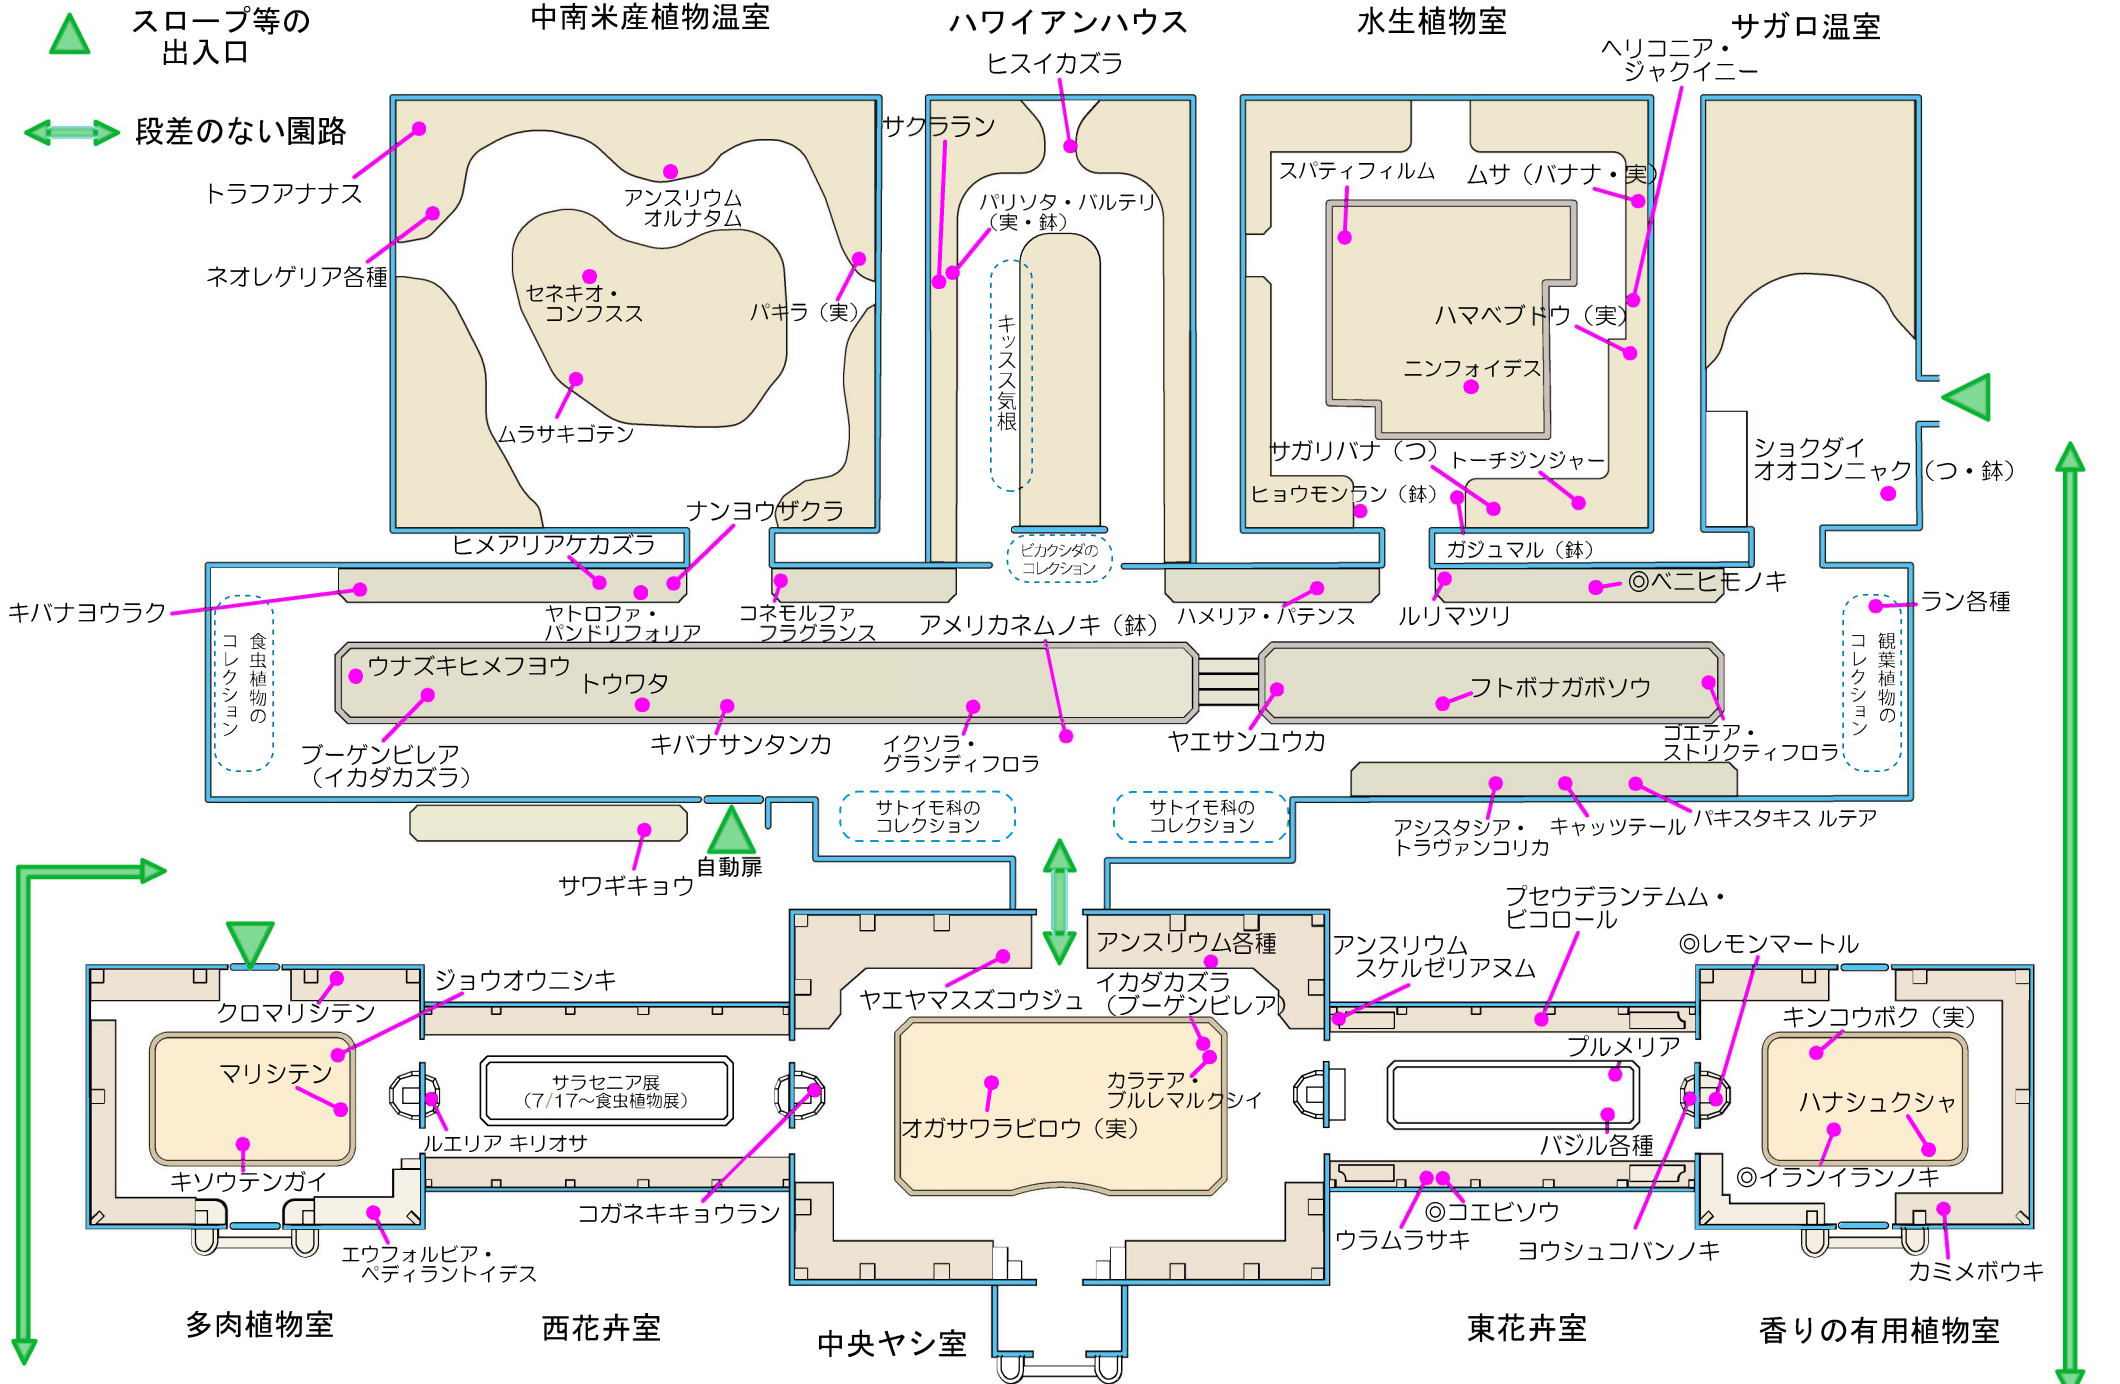 スロープ等の
出入口
段差のない園路
中南米産植物温室
ハワイアンハウス
水生植物室
サガロ温室
ヒスイカズラ
ヘリコニア・
ジャクイニー
サクララン
トラフアナナス
アンスリウム
オルナタム
パリソタ・バルテリ
（実・鉢）
スパティフィルム
ムサ（バナナ・実）
ネオレゲリア各種
セネキオ・
コンフスス
パキラ（実）
キッスス気根
ハマベブドウ（実）
ニンフォイデス
ムラサキゴテン
サガリバナ（つ）
トーチジンジャー
ショクダイ
オオコンニャク（つ・鉢）
ヒョウモンラン（鉢）
ナンヨウザクラ
ヒメアリアケカズラ
ビカクシダの
コレクション
ガジュマル（鉢）
キバナヨウラク
ヤトロファ・
パンドリフォリア
コネモルファ
フラグランス
アメリカネムノキ（鉢）
ハメリア・パテンス
ルリマツリ
◎ベニヒモノキ
ラン各種
食虫植物の
コレクション
観葉植物の
コレクション
ウナズキヒメフヨウ
トウワタ
フトボナガボソウ
ブーゲンビレア
（イカダカズラ）
キバナサンタンカ
イクソラ・
グランディフロラ
ヤエサンユウカ
ゴエテア・
ストリクティフロラ
サトイモ科の
コレクション
サトイモ科の
コレクション
アシスタシア・
トラヴァンコリカ
キャッツテール
パキスタキス ルテア
サワギキョウ
自動扉
プセウデランテムム・
ビコロール
アンスリウム各種
アンスリウム
スケルゼリアヌム
◎レモンマートル
ジョウオウニシキ
クロマリシテン
ヤエヤマスズコウジュ
イカダカズラ
（ブーゲンビレア）
キンコウボク（実）
マリシテン
サラセニア展
（7/17～食虫植物展）
カラテア・
ブルレマルクシイ
プルメリア
ハナシュクシャ
ルエリア キリオサ
オガサワラビロウ（実）
バジル各種
キソウテンガイ
◎イランイランノキ
コガネキキョウラン
◎コエビソウ
ウラムラサキ
ヨウシュコバンノキ
エウフォルビア・
ペディラントイデス
カミメボウキ
多肉植物室
西花卉室
中央ヤシ室
東花卉室
香りの有用植物室